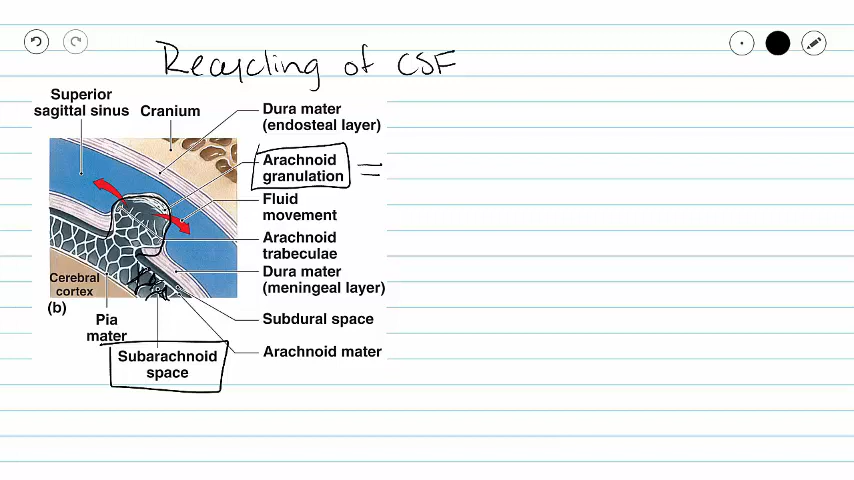 Recycling of CSF
Superior
sagittal sinus
Cranium
Dura mater
(endosteal layer)
Arachnoid
granulation =
Fluid
movement
Arachnoid
trabeculae
Dura mater
(meningeal layer)
Subdural space
Arachnoid mater
Cerebral
cortex
(b)
Pia
mater
Subarachnoid
space